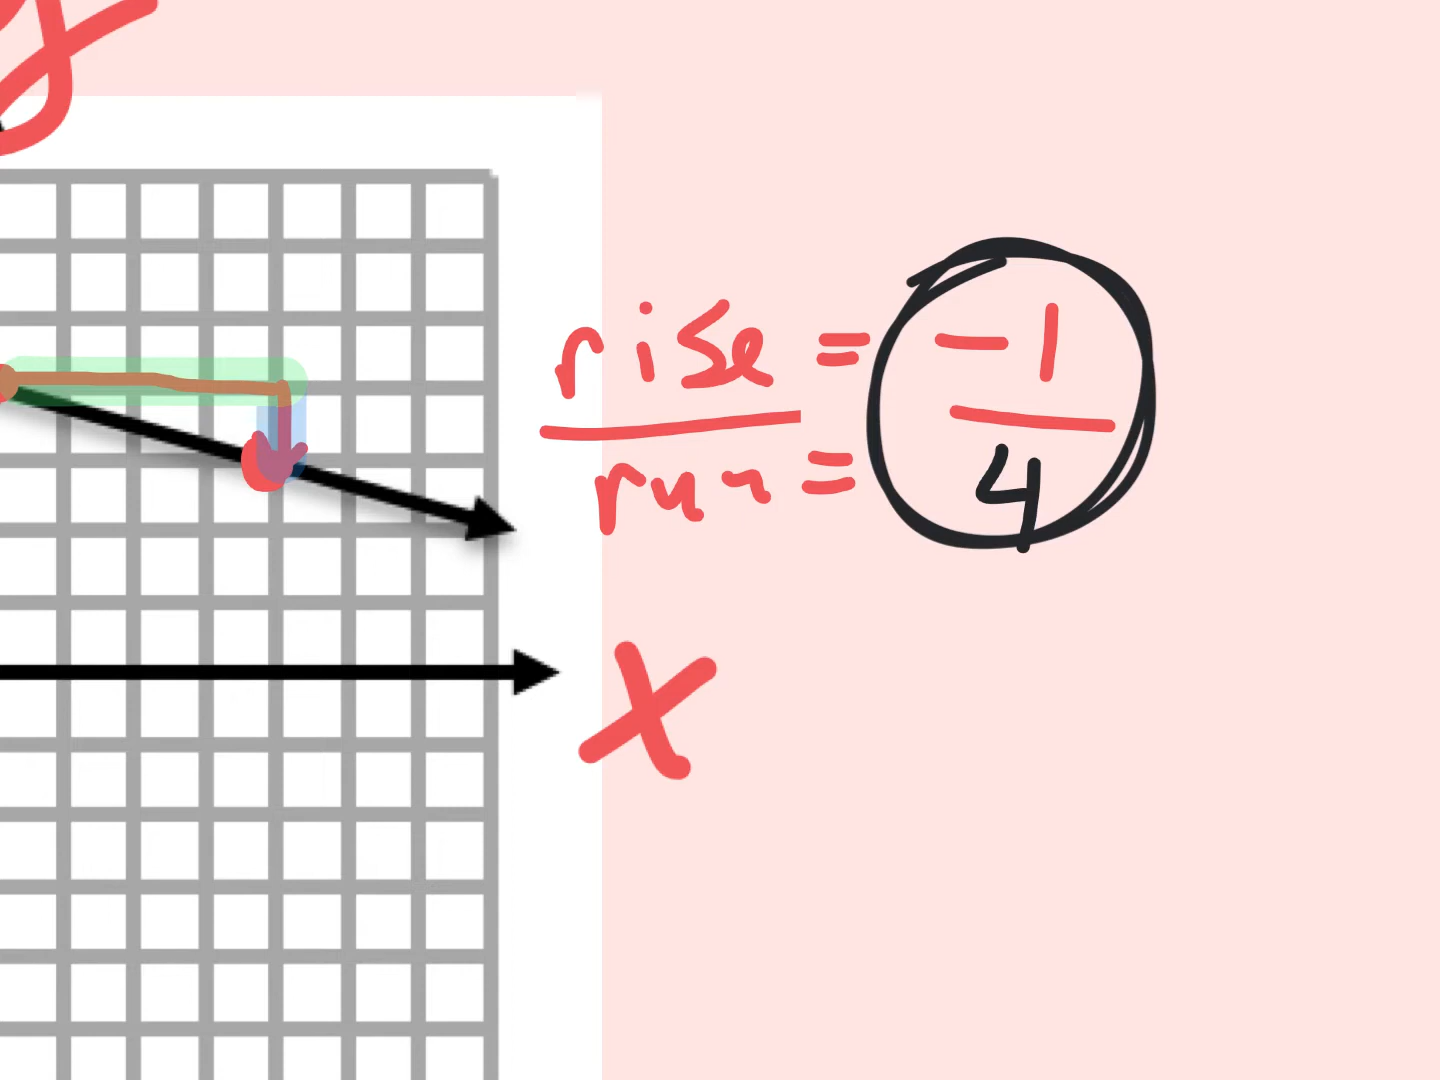 y
rise = -1
run = 4
x